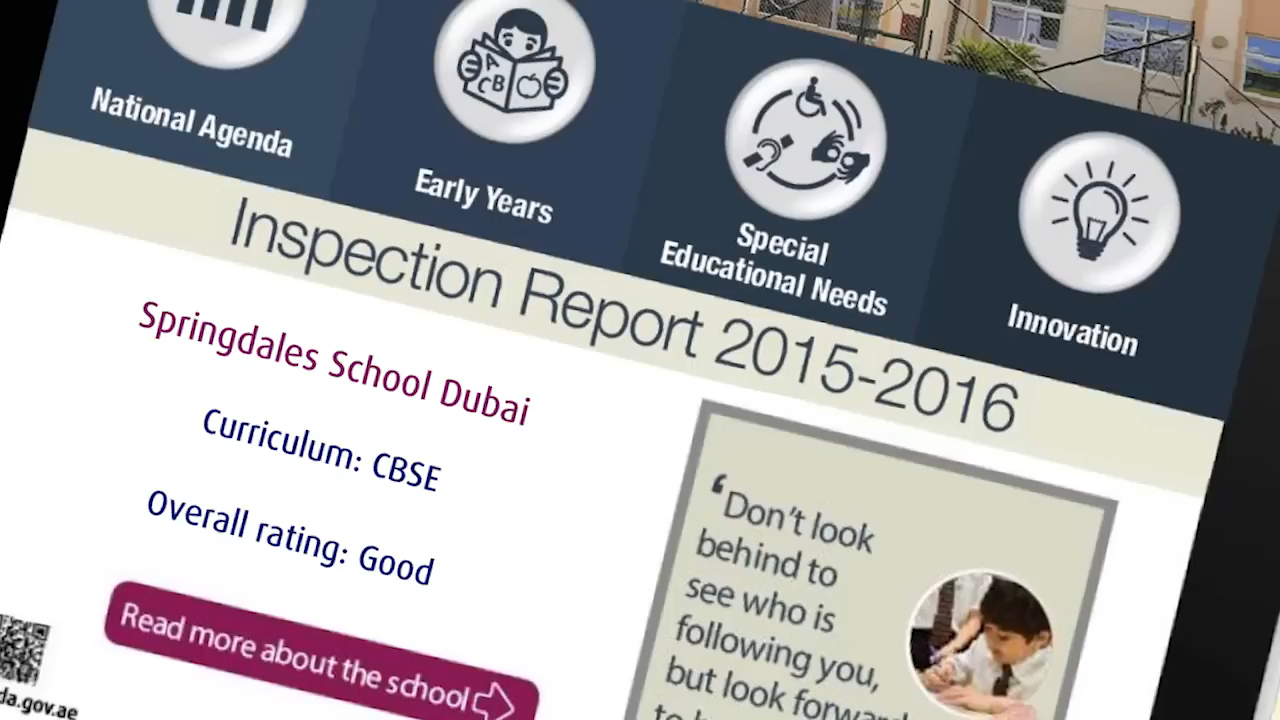 National Agenda
Early Years
Special
Educational Needs
Innovation
Inspection Report 2015-2016
Springdales School Dubai
Curriculum: CBSE
Overall rating: Good
Read more about the school
da.gov.ae
‘Don’t look
behind to
see who is
following you,
but look forward